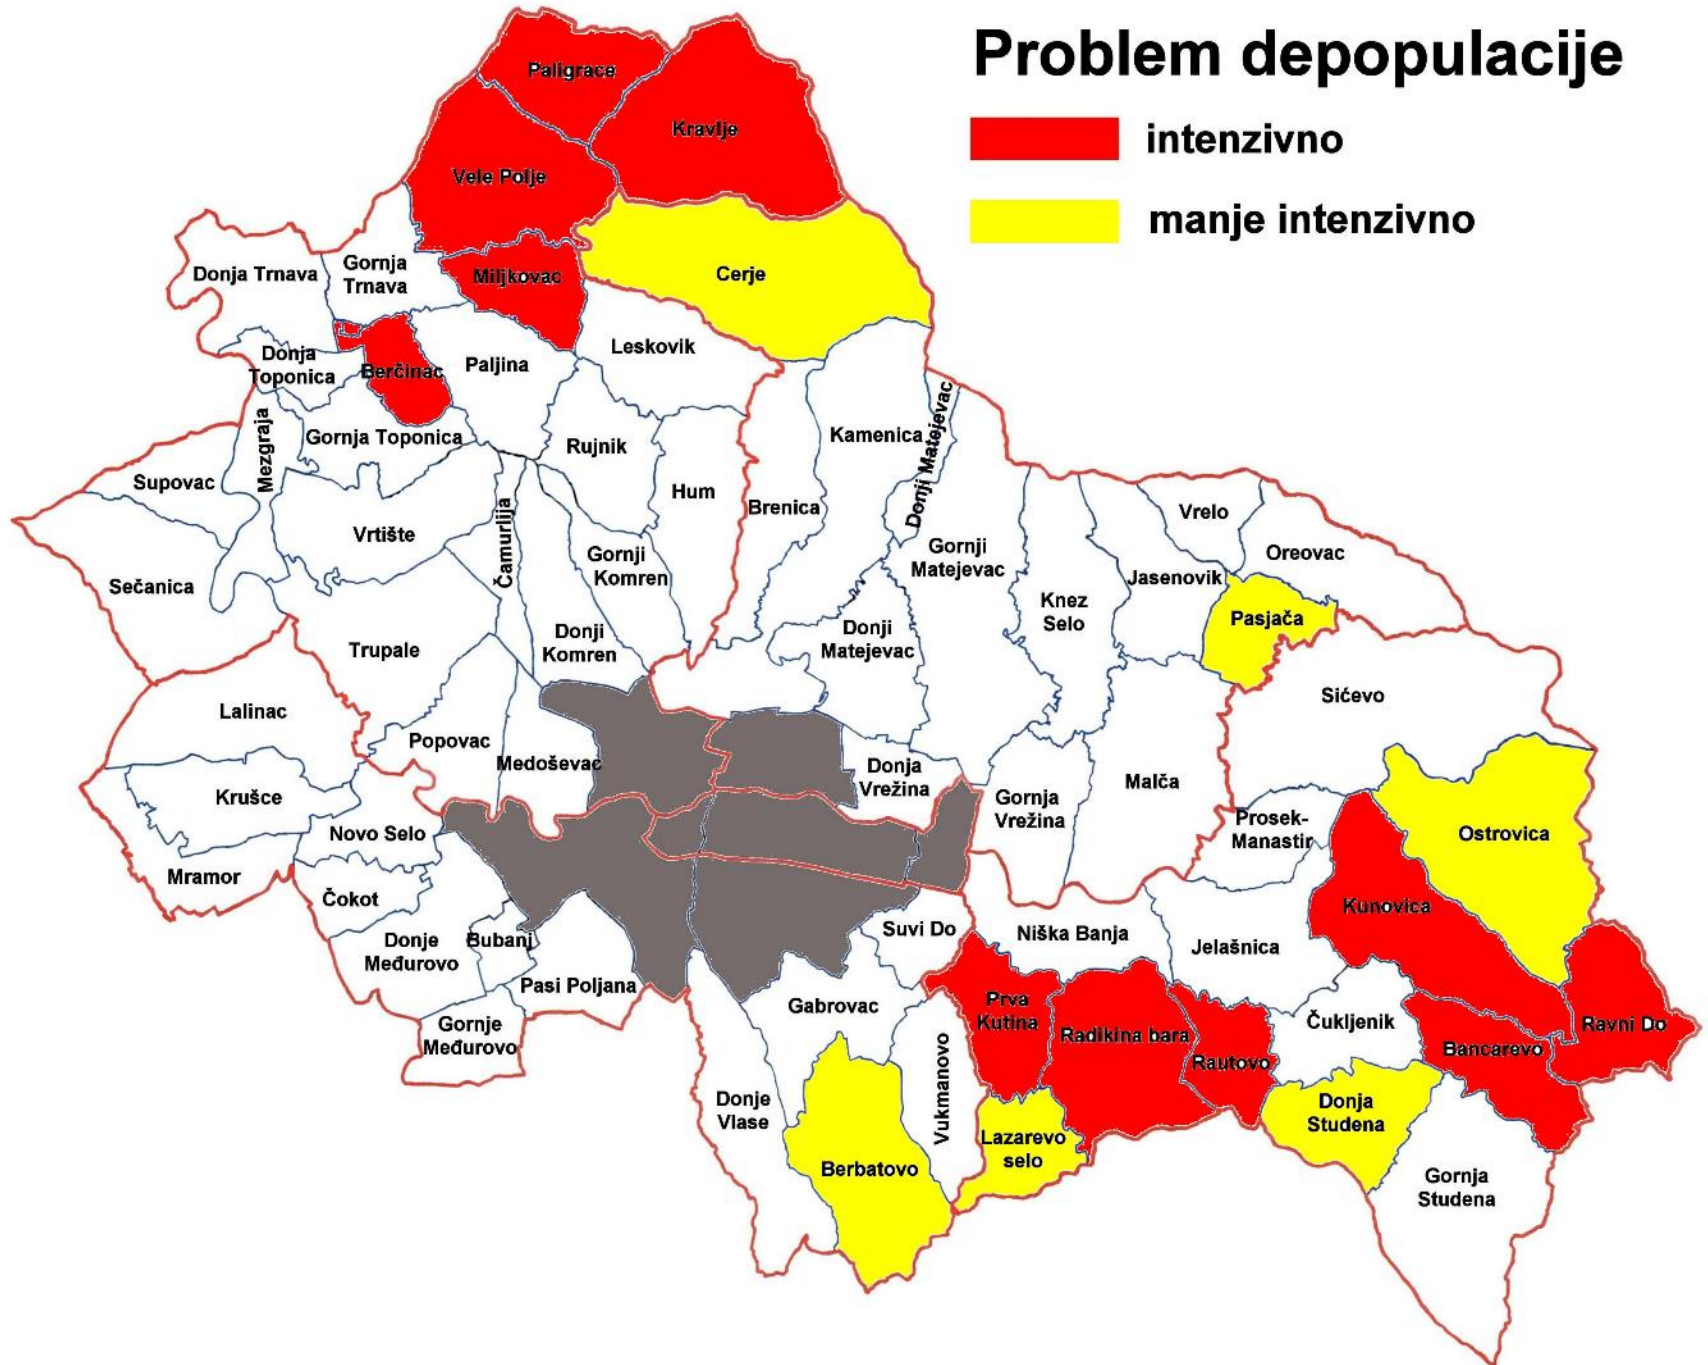 Problem depopulacije
intenzivno
manje intenzivno
Paligrace
Kravlje
Vele Polje
Donja Trnava
Gornja
Trnava
Miljkovac
Cerje
Donja
Toponica
Berčinac
Paljina
Leskovik
Mezgraja
Gornja Toponica
Rujnik
Kamenica
Donji Matejevac
Supovac
Hum
Brenica
Vrtište
Čamurlija
Gornji
Komren
Gornji
Matejevac
Vrelo
Oreovac
Sečanica
Jasenovik
Knez
Selo
Pasjača
Trupale
Donji
Komren
Donji
Matejevac
Sićevo
Lalinac
Popovac
Medoševac
Donja
Vrežina
Malča
Krušce
Gornja
Vrežina
Novo Selo
Prosek-
Manastir
Ostrovica
Mramor
Čokot
Kunovica
Donje
Međurovo
Bubanj
Suvi Do
Niška Banja
Jelašnica
Pasi Poljana
Gabrovac
Prva
Kutina
Radikina bara
Čukljenik
Ravni Do
Gornje
Međurovo
Rautovo
Bancarevo
Donje
Vlase
Vukmanovo
Donja
Studena
Lazarevo
selo
Berbatovo
Gornja
Studena